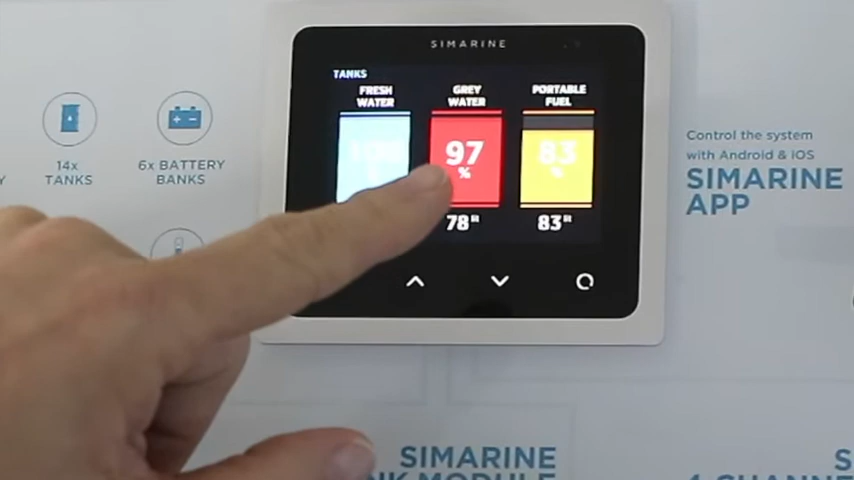 SIMARINE
TANKS
FRESH
WATER
GREY
WATER
PORTABLE
FUEL
97
%
83
%
78
83
14x
TANKS
6x BATTERY
BANKS
Control the system
with Android & iOS
SIMARINE
APP
SIMARINE
MODULE